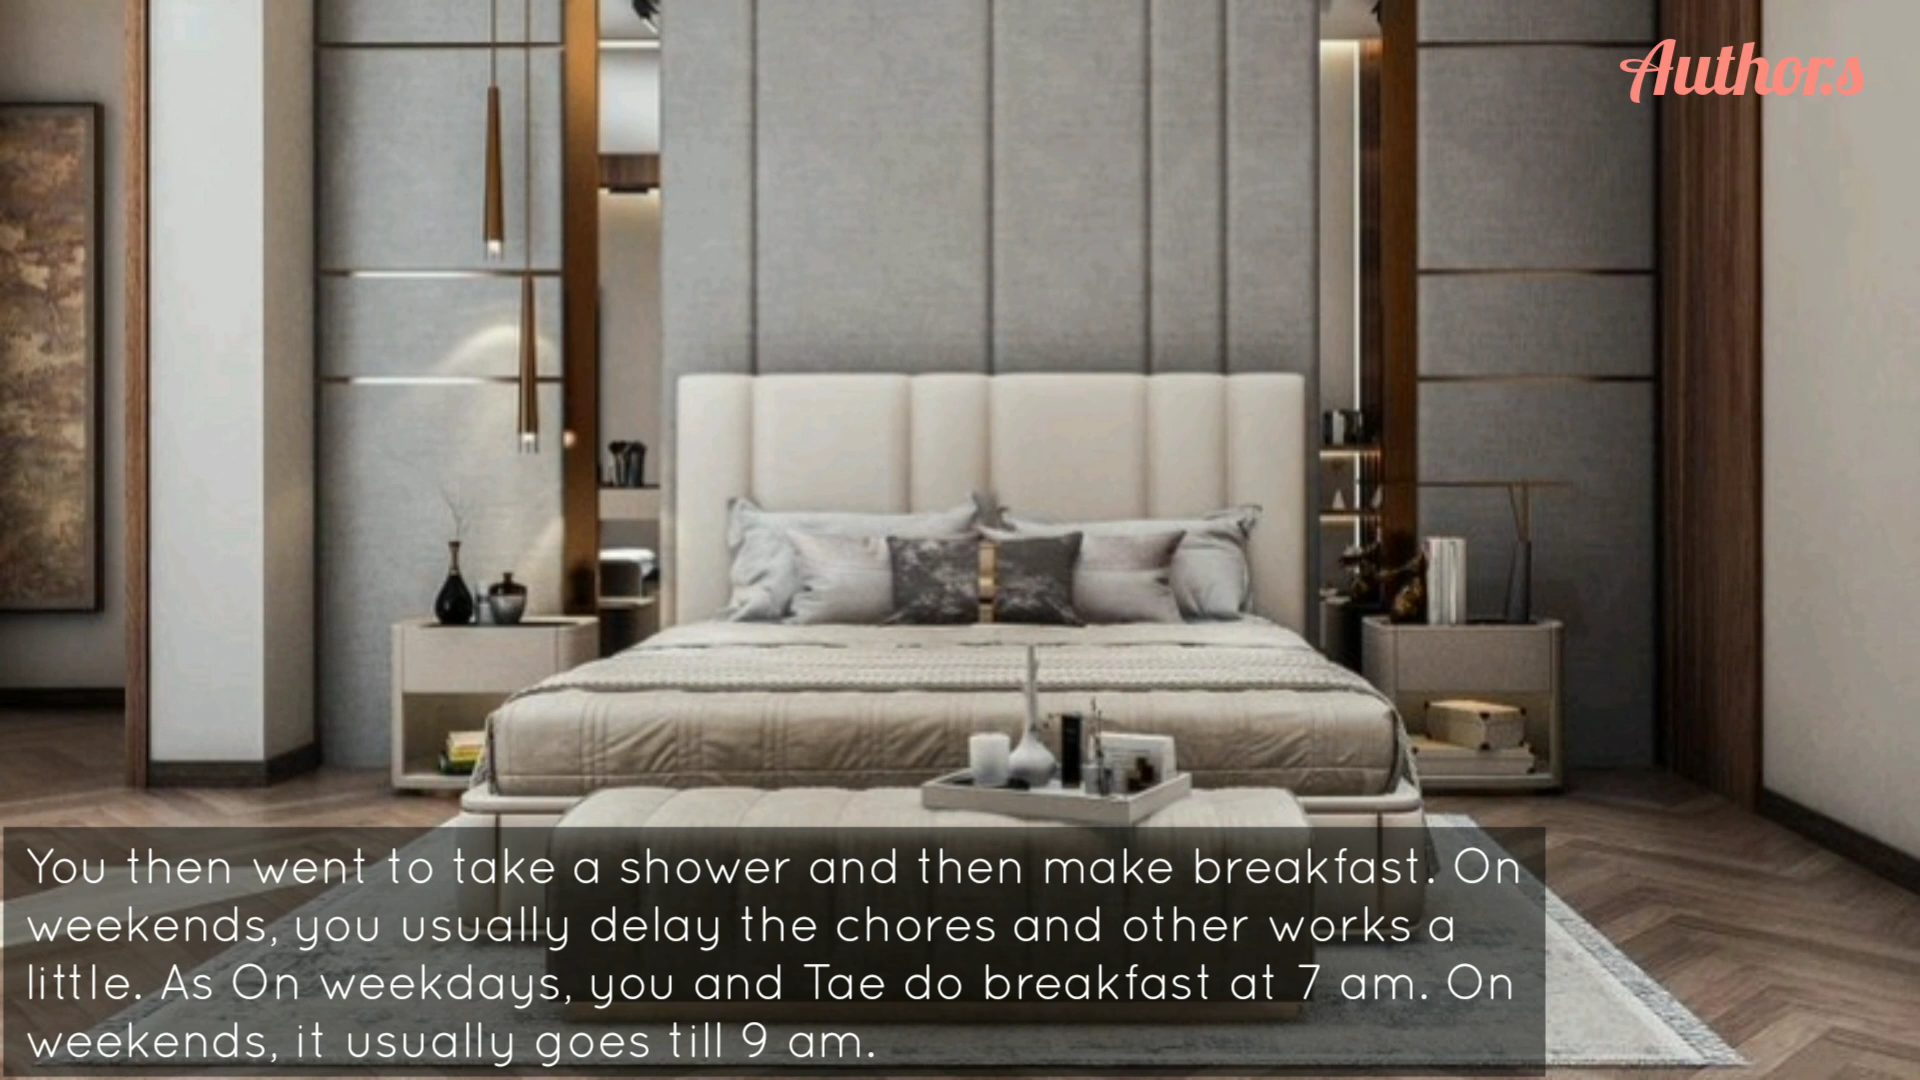 Author.s
You then went to take a shower and then make breakfast. On
weekends, you usually delay the chores and other works a
little. As On weekdays, you and Tae do breakfast at 7 am. On
weekends, it usually goes till 9 am.